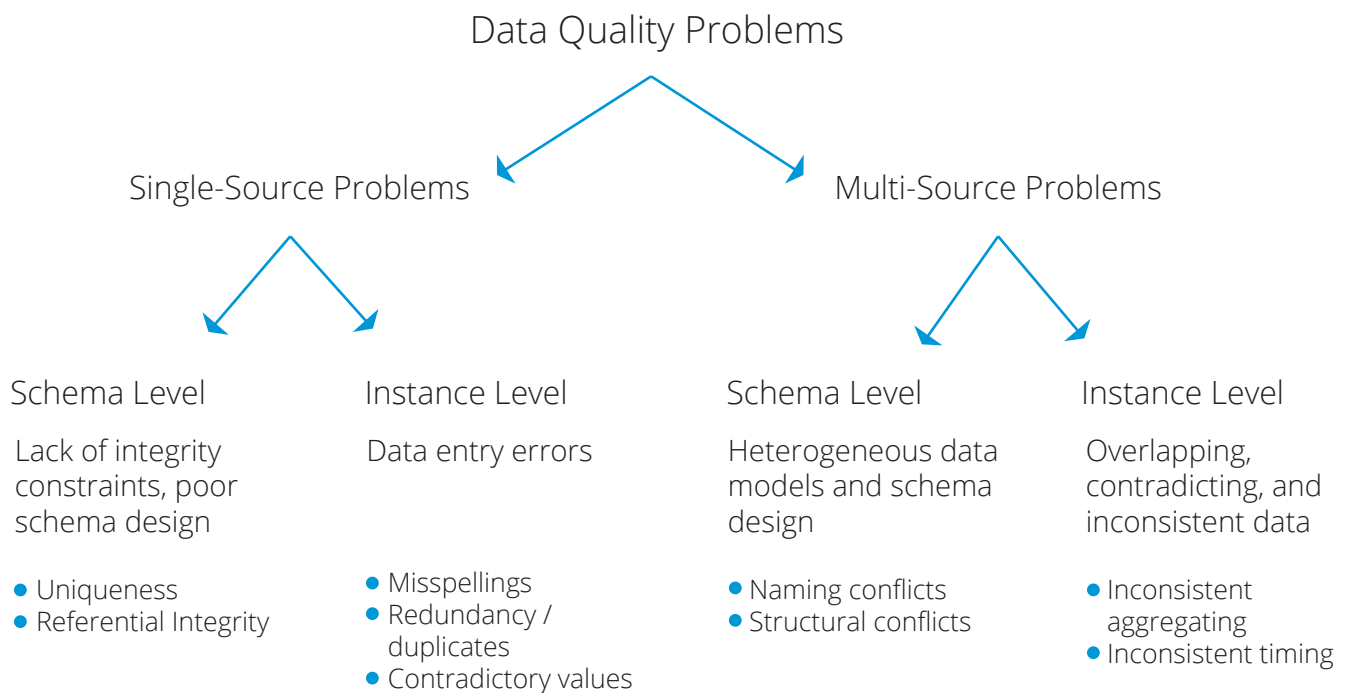 Data Quality Problems
Single-Source Problems
Multi-Source Problems
Schema Level
Lack of integrity
constraints, poor
schema design
● Uniqueness
● Referential Integrity
Instance Level
Data entry errors
● Misspellings
● Redundancy /
duplicates
● Contradictory values
Schema Level
Heterogeneous data
models and schema
design
● Naming conflicts
● Structural conflicts
Instance Level
Overlapping,
contradicting, and
inconsistent data
● Inconsistent
aggregating
● Inconsistent timing